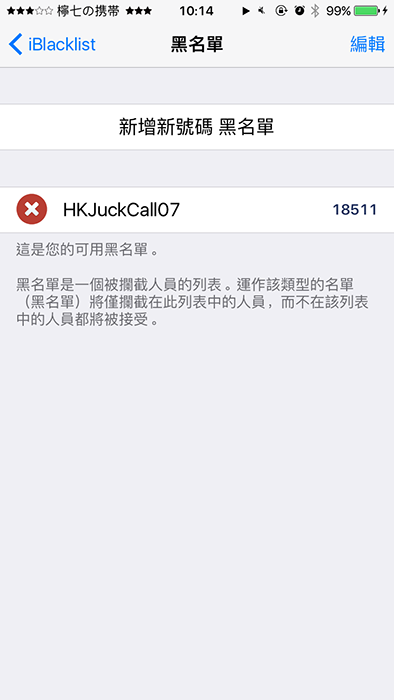 ★★★☆☆ 檸七の携帯 ★★★ 10:14 99%
iBlacklist 黑名單 編輯
新增新號碼 黑名單
HKJuckCall07 18511
這是您的可用黑名單。
黑名單是一個被攔截人員的列表。運作該類型的名單
（黑名單）將僅攔截在此列表中的人員，而不在該列表
中的人員都將被接受。